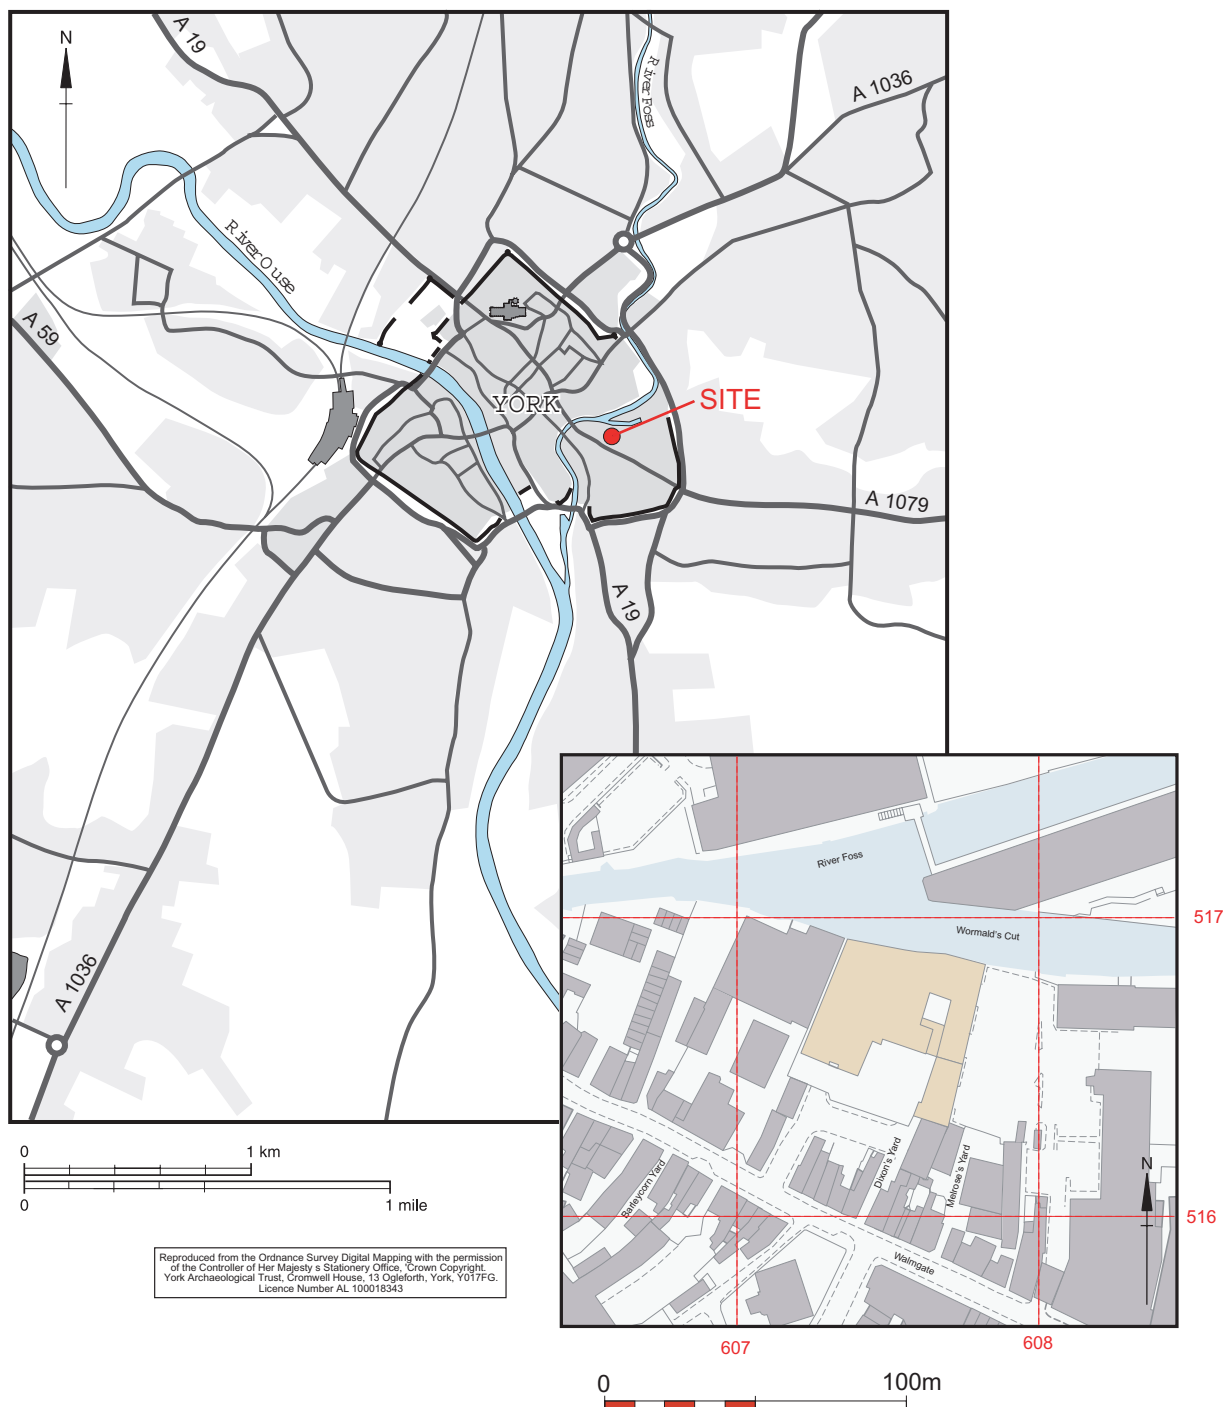 A 19
N
River Foss
A 1036
River Ouse
A 59
YORK
SITE
A 1079
A 19
A 1036
0 1 km
0 1 mile
Reproduced from the Ordnance Survey Digital Mapping with the permission
of the Controller of Her Majesty s Stationery Office, 'Crown Copyright.
York Archaeological Trust, Cromwell House, 13 Ogleforth, York, Y017FG.
Licence Number AL 100018343
River Foss
Wormald's Cut
517
Dixon's Yard
Melrose's Yard
Barleycorn Yard
N
516
Walmgate
607
608
0 100m